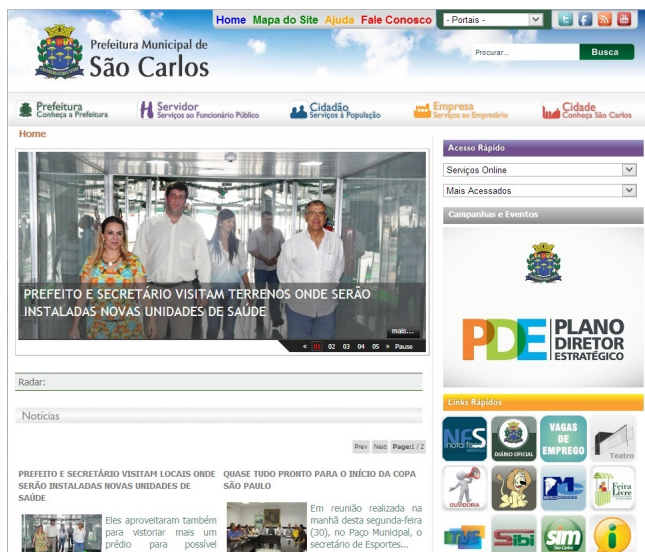 Home Mapa do Site Ajuda Fale Conosco - Portais -
Prefeitura Municipal de
São Carlos
Procurar...
Busca
Prefeitura
Conheça a Prefeitura
Servidor
Serviços ao Funcionário Público
Cidadão
Serviços à População
Empresa
Serviços ao Empresário
Cidade
Conheça São Carlos
Home
PREFEITO E SECRETÁRIO VISITAM TERRENOS ONDE SERÃO
INSTALADAS NOVAS UNIDADES DE SAÚDE
mais...
« 01 02 03 04 05 » Pause
Acesso Rápido
Serviços Online
Mais Acessados
Campanhas e Eventos
PDE PLANO
DIRETOR
ESTRATÉGICO
Radar:
Notícias
Prev Next Page:1 / 2
PREFEITO E SECRETÁRIO VISITAM LOCAIS ONDE
SERÃO INSTALADAS NOVAS UNIDADES DE
SAÚDE
Eles aproveitaram também
para vistoriar mais um
prédio para possível
QUASE TUDO PRONTO PARA O INÍCIO DA COPA
SÃO PAULO
Em reunião realizada na
manhã desta segunda-feira
(30), no Paço Municipal, o
secretário de Esportes...
Links Rápidos
NFS
DIÁRIO OFICIAL
VAGAS
DE
EMPREGO
Teatro
OUVIDORIA
Feira
Livre
Sibi
sim
São Carlos
i